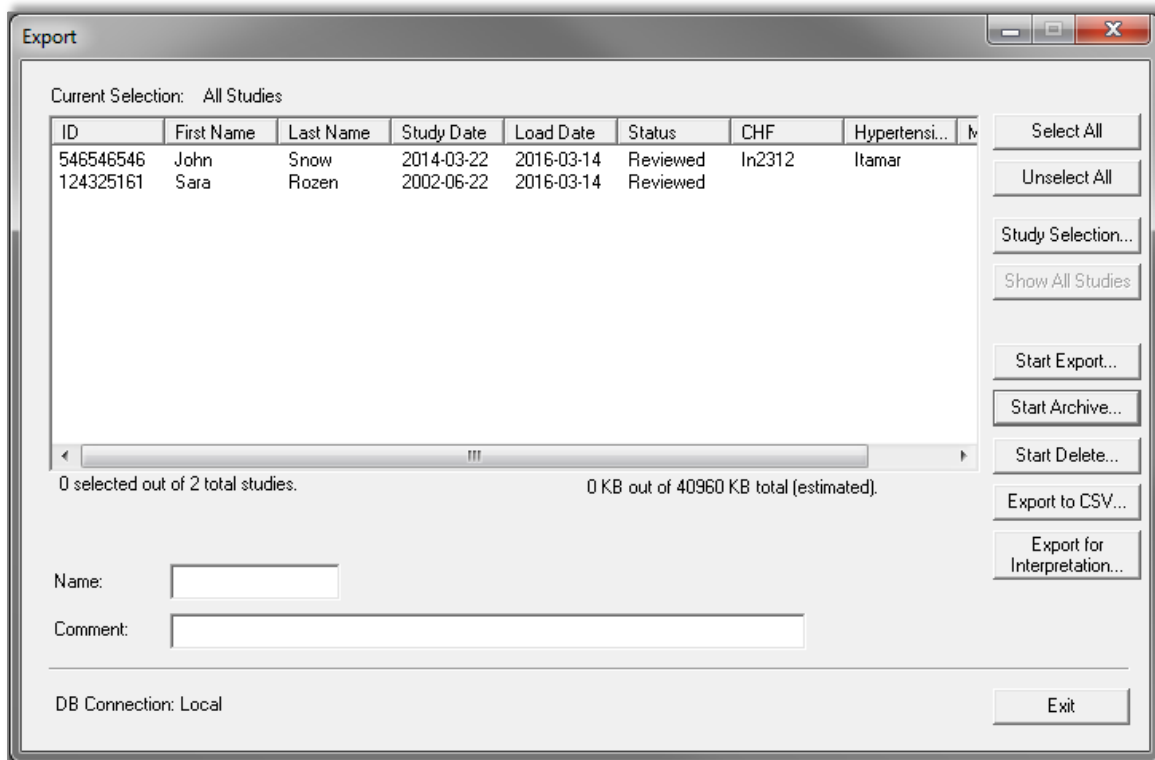 Export
Current Selection: All Studies
ID First Name Last Name Study Date Load Date Status CHF Hypertensi... M
546546546 John Snow 2014-03-22 2016-03-14 Reviewed In2312 Itamar
124325161 Sara Rozen 2002-06-22 2016-03-14 Reviewed
0 selected out of 2 total studies. 0 KB out of 40960 KB total (estimated).
Select All
Unselect All
Study Selection...
Show All Studies
Start Export...
Start Archive...
Start Delete...
Export to CSV...
Export for
Interpretation...
Name:
Comment:
DB Connection: Local
Exit